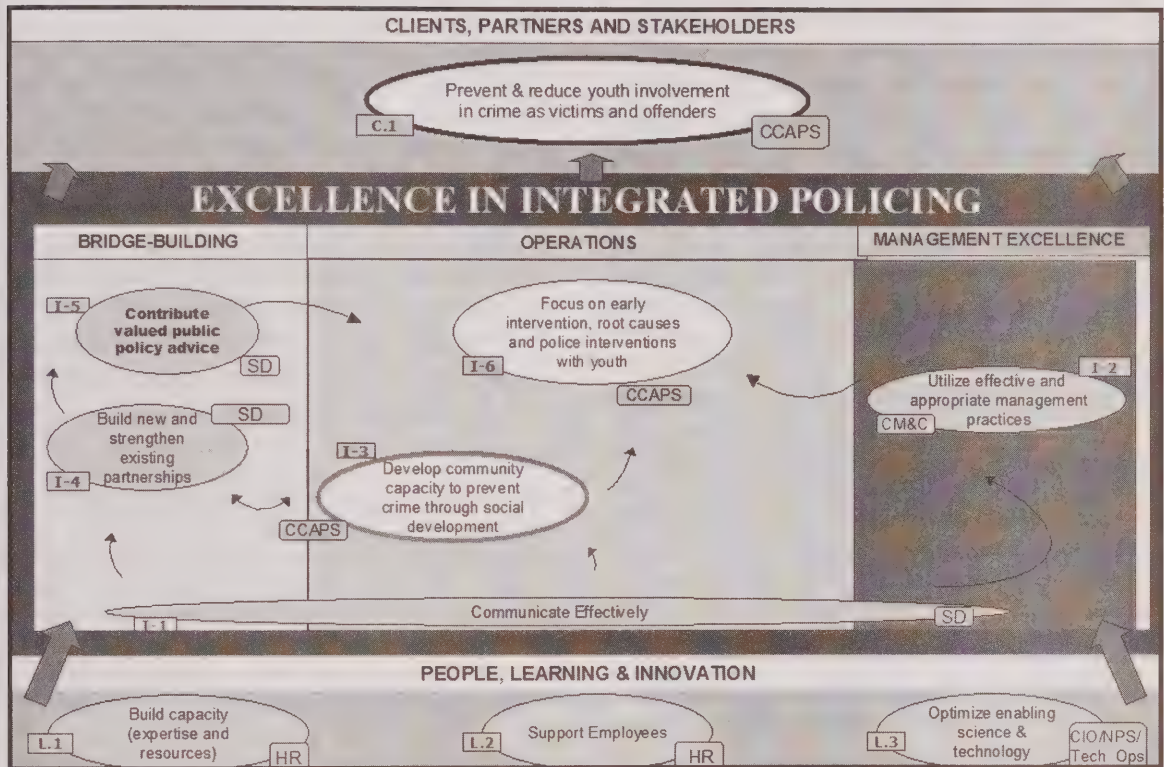 CLIENTS, PARTNERS AND STAKEHOLDERS
Prevent & reduce youth involvement
in crime as victims and offenders
C.1
CCAPS
EXCELLENCE IN INTEGRATED POLICING
BRIDGE-BUILDING
OPERATIONS
MANAGEMENT EXCELLENCE
I-5
Contribute
valued public
policy advice
SD
Focus on early
intervention, root causes
and police interventions
with youth
I-6
CCAPS
I-2
Utilize effective and
appropriate management
practices
CM&C
SD
Build new and
strengthen
existing
partnerships
I-4
I-3
Develop community
capacity to prevent
crime through social
development
CCAPS
Communicate Effectively
I-1
SD
PEOPLE, LEARNING & INNOVATION
Build capacity
(expertise and
resources)
L.1
HR
Support Employees
L.2
HR
Optimize enabling
science &
technology
L.3
CIO/NPS/
Tech Ops